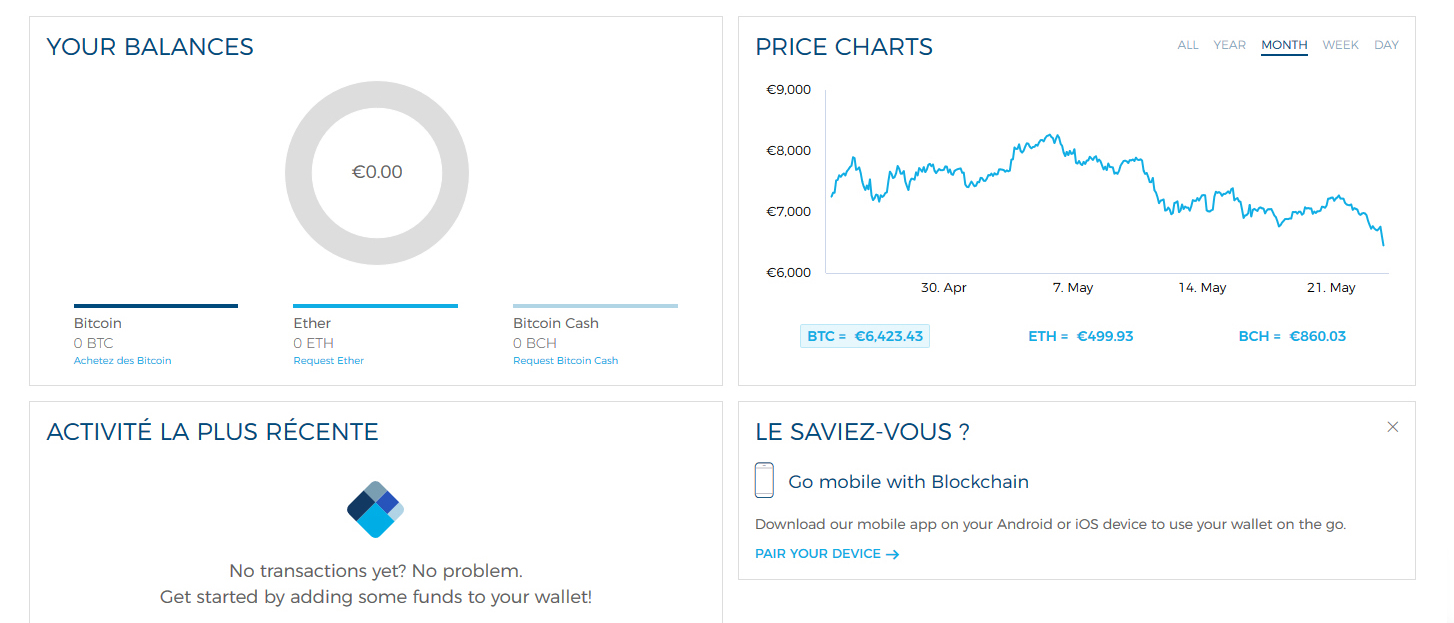 YOUR BALANCES
€0.00
Bitcoin
0 BTC
Achetez des Bitcoin
Ether
0 ETH
Request Ether
Bitcoin Cash
0 BCH
Request Bitcoin Cash
PRICE CHARTS
ALL YEAR MONTH WEEK DAY
€9,000
€8,000
€7,000
€6,000
30. Apr 7. May 14. May 21. May
BTC = €6,423.43 ETH = €499.93 BCH = €860.03
ACTIVITÉ LA PLUS RÉCENTE
No transactions yet? No problem.
Get started by adding some funds to your wallet!
LE SAVIEZ-VOUS ?
Go mobile with Blockchain
Download our mobile app on your Android or iOS device to use your wallet on the go.
PAIR YOUR DEVICE →